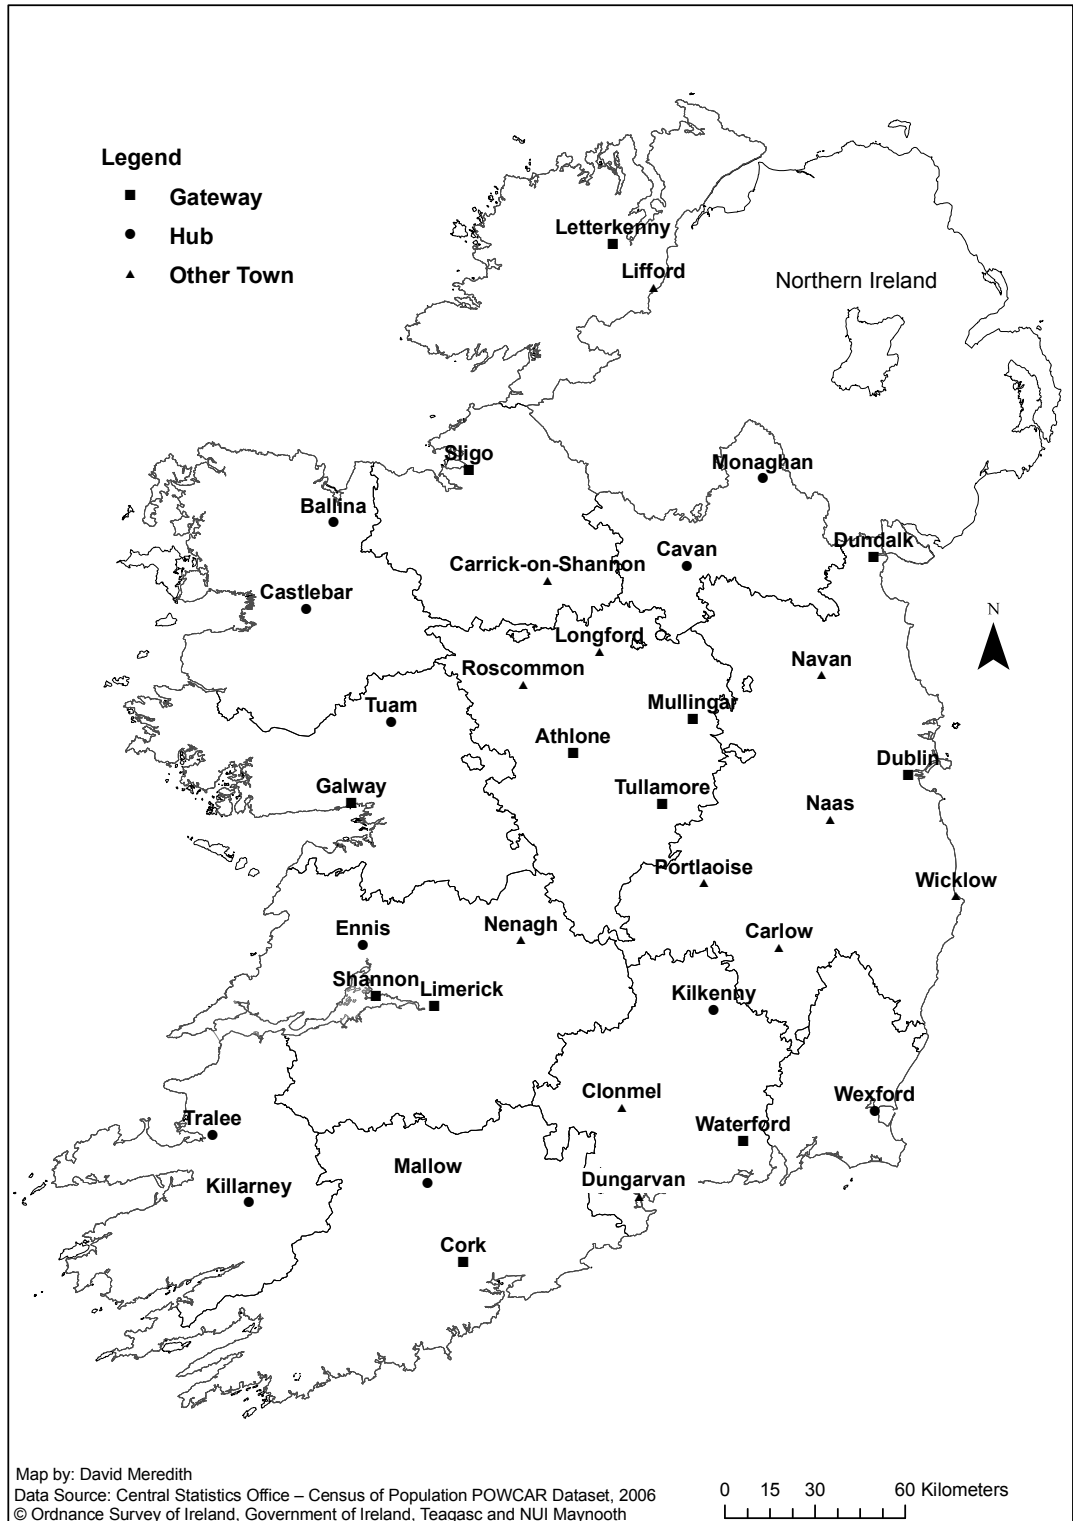 Legend
Gateway
Hub
Other Town
Letterkenny
Lifford
Northern Ireland
Sligo
Monaghan
Ballina
Dundalk
Cavan
Carrick-on-Shannon
Castlebar
N
Longford
Navan
Roscommon
Tuam
Mullingar
Athlone
Dublin
Galway
Tullamore
Naas
Portlaoise
Wicklow
Ennis
Nenagh
Carlow
Shannon
Limerick
Kilkenny
Clonmel
Wexford
Tralee
Waterford
Mallow
Killarney
Dungarvan
Cork
Map by: David Meredith
Data Source: Central Statistics Office – Census of Population POWCAR Dataset, 2006
© Ordnance Survey of Ireland, Government of Ireland, Teagasc and NUI Maynooth
0 15 30 60 Kilometers